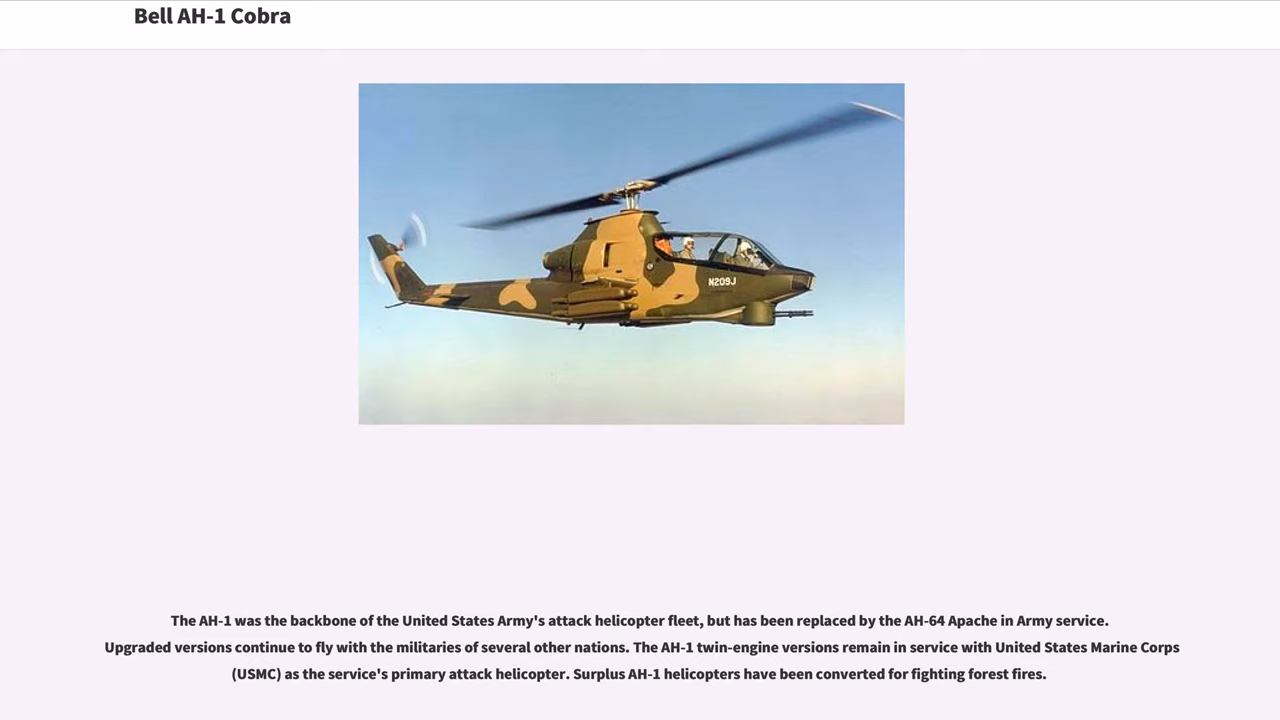 Bell AH-1 Cobra
N209J
The AH-1 was the backbone of the United States Army's attack helicopter fleet, but has been replaced by the AH-64 Apache in Army service.
Upgraded versions continue to fly with the militaries of several other nations. The AH-1 twin-engine versions remain in service with United States Marine Corps
(USMC) as the service's primary attack helicopter. Surplus AH-1 helicopters have been converted for fighting forest fires.